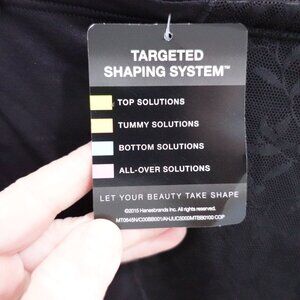 TARGETED
SHAPING SYSTEM™
TOP SOLUTIONS
TUMMY SOLUTIONS
BOTTOM SOLUTIONS
ALL-OVER SOLUTIONS
LET YOUR BEAUTY TAKE SHAPE
©2015 Hanesbrands Inc. All rights reserved.